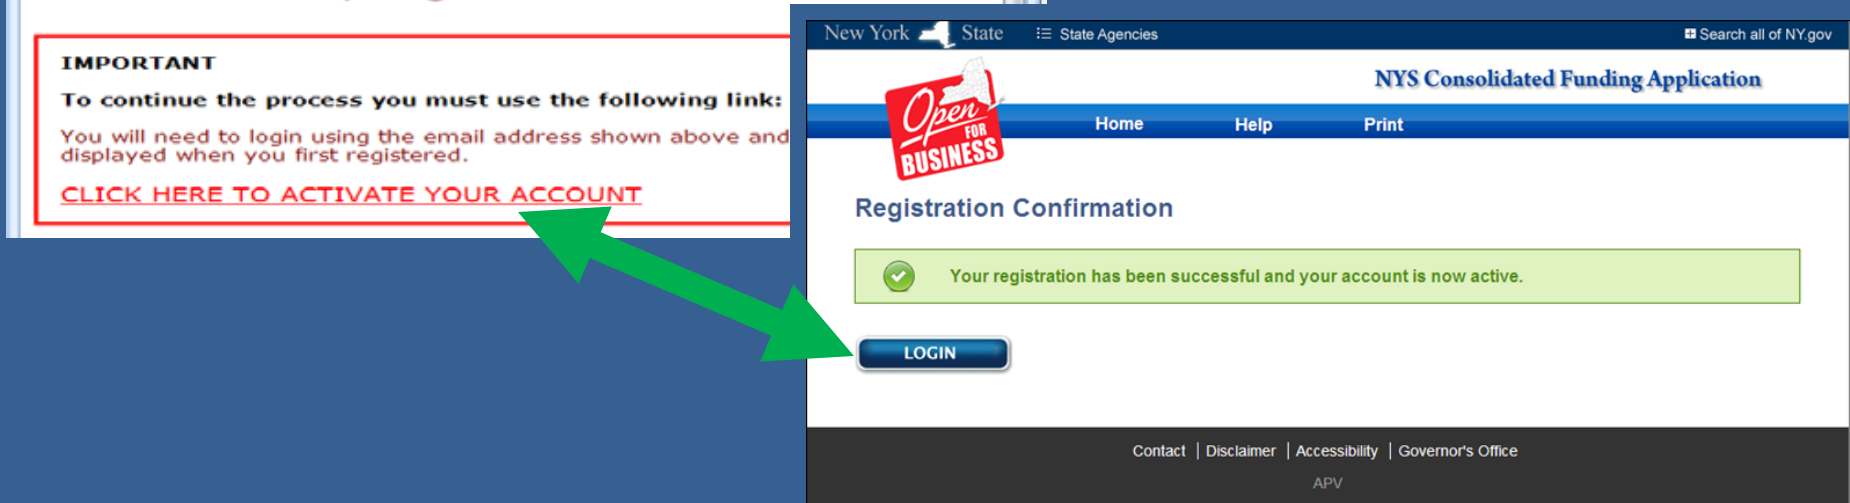 IMPORTANT
To continue the process you must use the following link:
You will need to login using the email address shown above and
displayed when you first registered.
CLICK HERE TO ACTIVATE YOUR ACCOUNT
New York State
State Agencies
Search all of NY.gov
Open
FOR
BUSINESS
NYS Consolidated Funding Application
Home Help Print
Registration Confirmation
Your registration has been successful and your account is now active.
LOGIN
Contact | Disclaimer | Accessibility | Governor's Office
APV